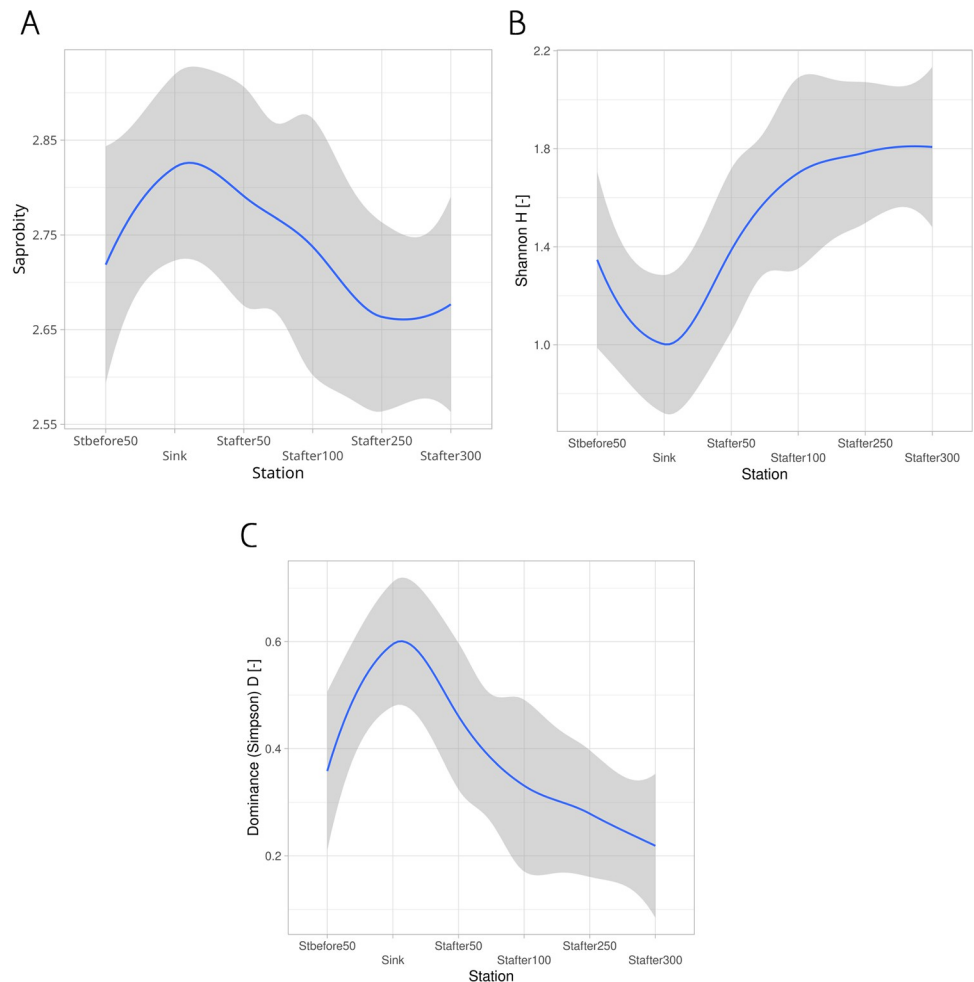 A
2.85
2.75
2.65
2.55
Saprobity
Stbefore50 Stafter50 Stafter250
Sink Stafter100 Stafter300
Station
B
2.2
1.8
1.4
1.0
Shannon H [-]
Stbefore50 Stafter50 Stafter250
Sink Stafter100 Stafter300
Station
C
0.6
0.4
0.2
Dominance (Simpson) D [-]
Stbefore50 Stafter50 Stafter250
Sink Stafter100 Stafter300
Station